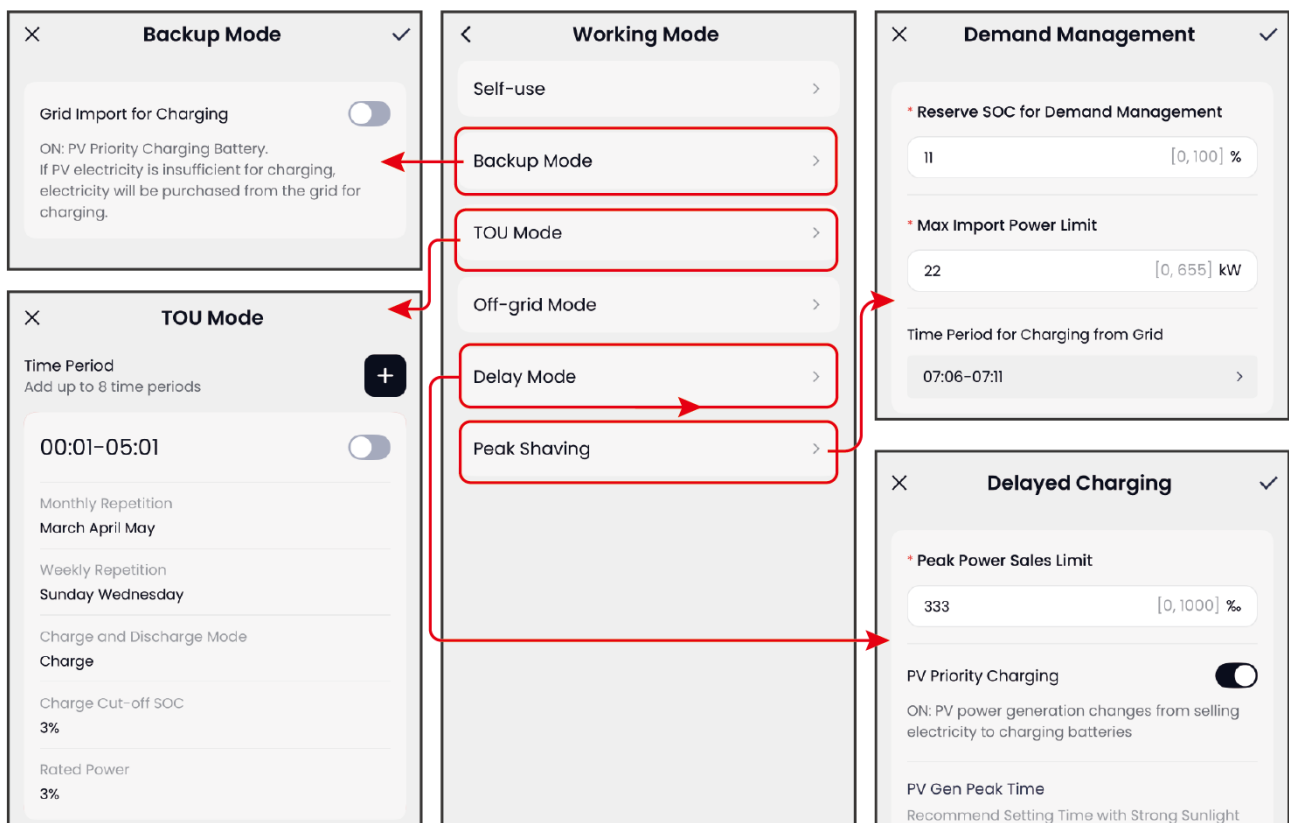 Backup Mode
Grid Import for Charging
ON: PV Priority Charging Battery.
If PV electricity is insufficient for charging,
electricity will be purchased from the grid for
charging.
TOU Mode
Time Period
Add up to 8 time periods
+
00:01-05:01
Monthly Repetition
March April May
Weekly Repetition
Sunday Wednesday
Charge and Discharge Mode
Charge
Charge Cut-off SOC
3%
Rated Power
3%
Working Mode
Self-use
Backup Mode
TOU Mode
Off-grid Mode
Delay Mode
Peak Shaving
Demand Management
* Reserve SOC for Demand Management
11 [0, 100] %
* Max Import Power Limit
22 [0, 655] kW
Time Period for Charging from Grid
07:06-07:11
Delayed Charging
* Peak Power Sales Limit
333 [0, 1000] ‰
PV Priority Charging
ON: PV power generation changes from selling
electricity to charging batteries
PV Gen Peak Time
Recommend Setting Time with Strong Sunlight